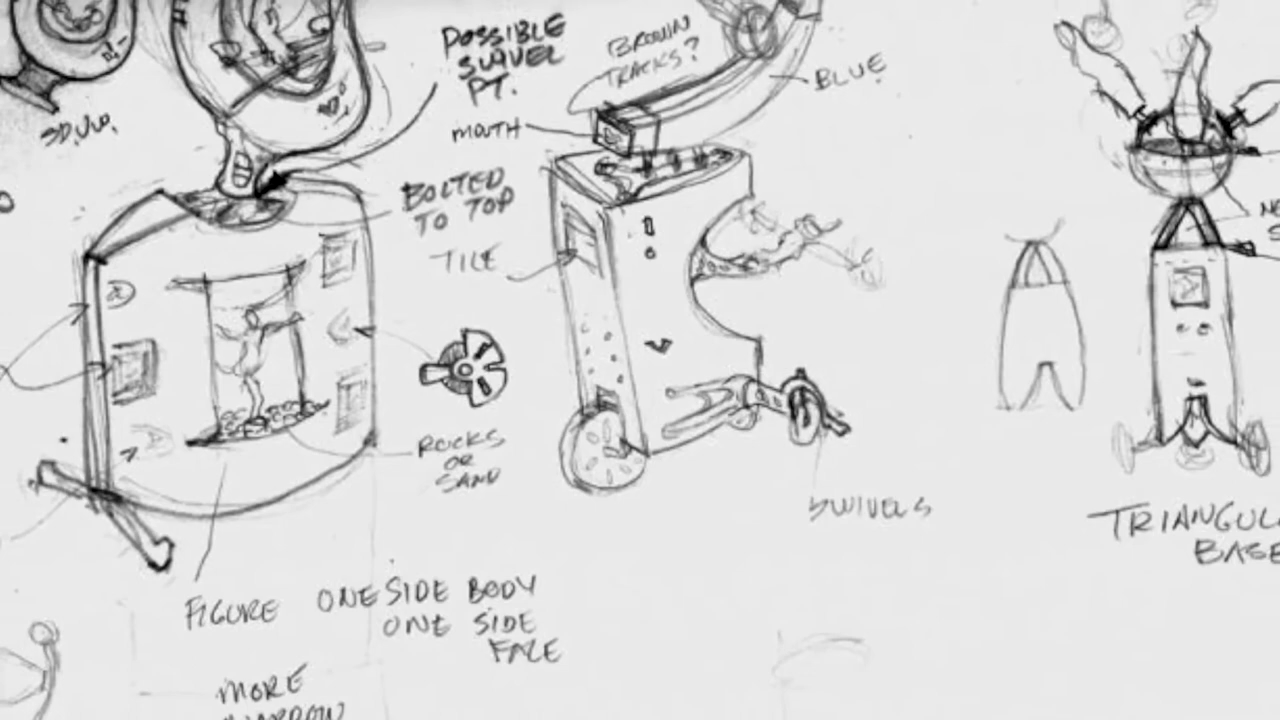 POSSIBLE
SWIVEL
PT.
BROWN
TRACKS?
BLUE
MOUTH
BOLTED
TO TOP
TILE
ROCKS
OR
SAND
SWIVELS
TRIANGUL
BASE
FIGURE
ONE SIDE BODY
ONE SIDE
FACE
MORE